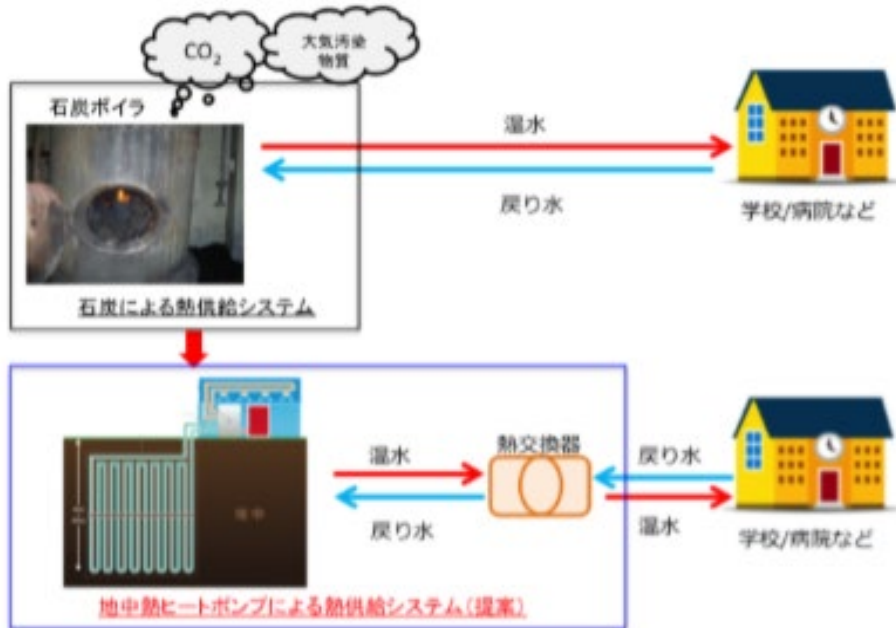 CO2
大気汚染
物質
石炭ボイラ
温水
戻り水
学校/病院など
石炭による熱供給システム
熱交換器
温水
戻り水
戻り水
温水
学校/病院など
地中
地中熱ヒートポンプによる熱供給システム(提案)